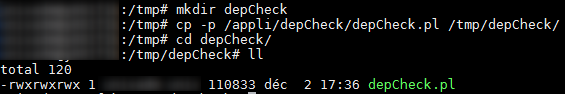 :/tmp# mkdir depCheck
:/tmp# cp -p /appli/depCheck/depCheck.pl /tmp/depCheck/
:/tmp# cd depCheck/
:/tmp/depCheck# ll
total 120
-rwxrwxrwx 1 110833 déc 2 17:36 depCheck.pl